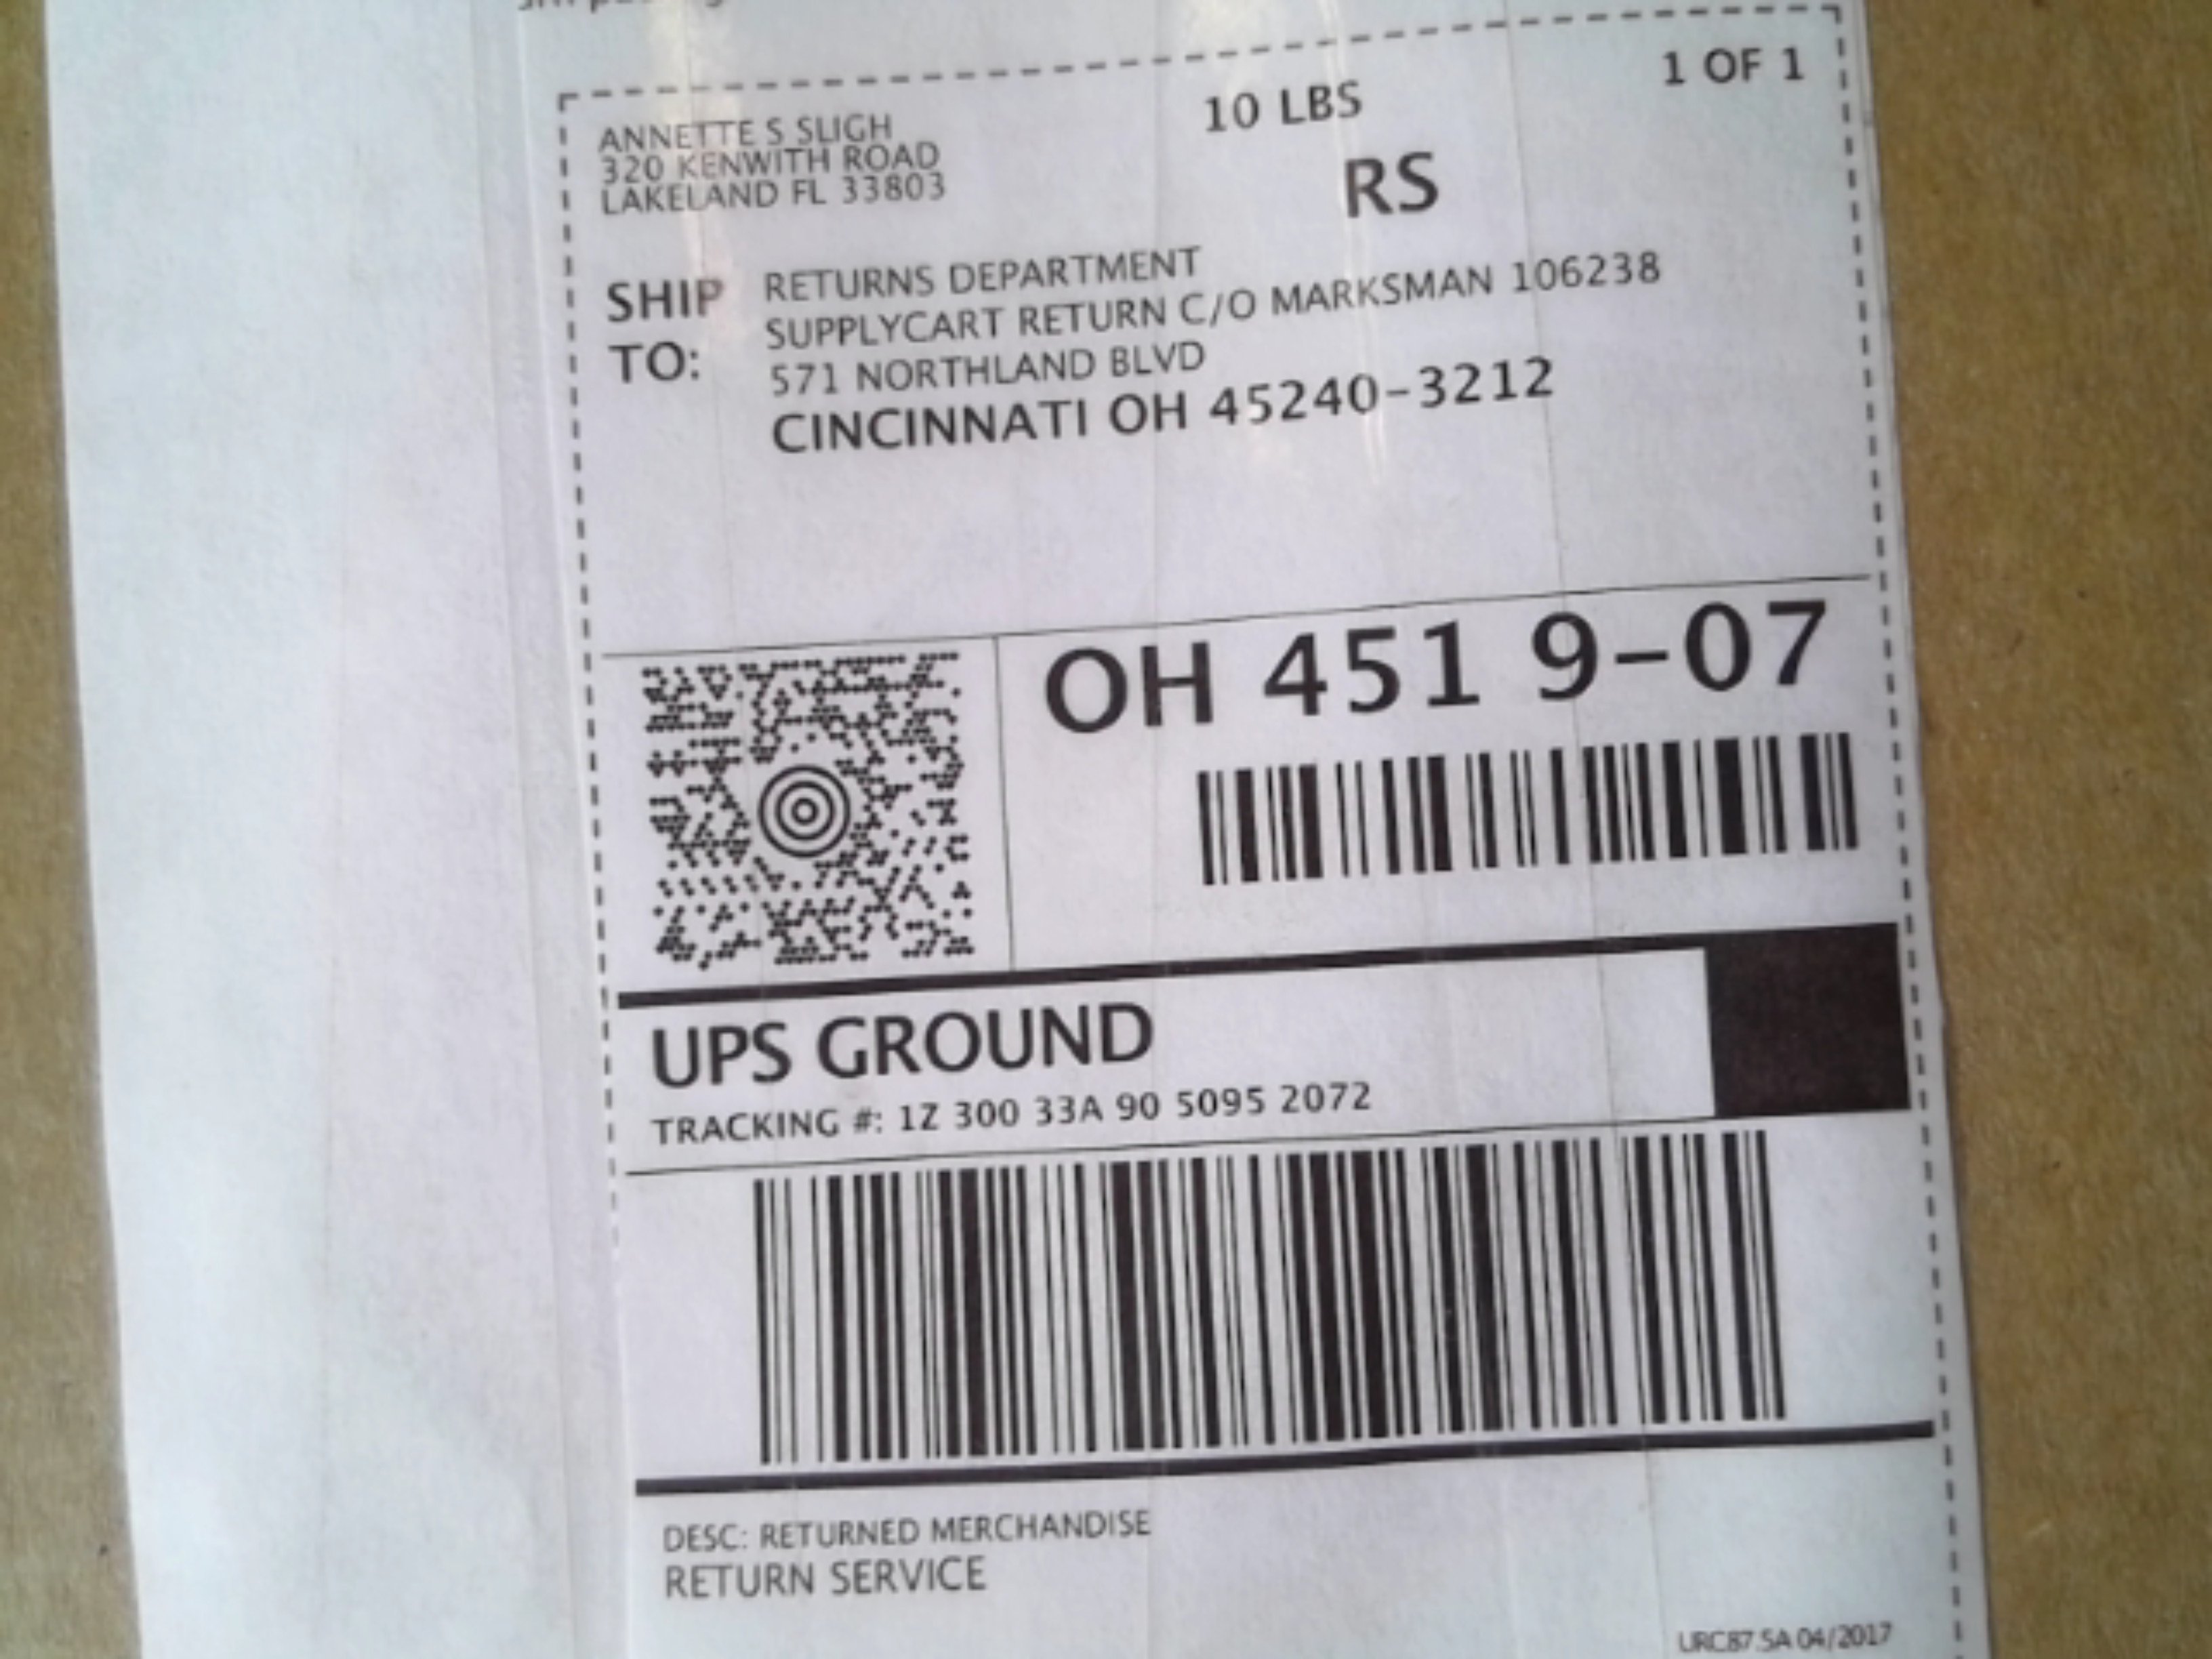 ANNETTE S SLIGH
320 KENWITH ROAD
LAKELAND FL 33803
10 LBS
1 OF 1
RS
SHIP TO:
RETURNS DEPARTMENT
SUPPLYCART RETURN C/O MARKSMAN 106238
571 NORTHLAND BLVD
CINCINNATI OH 45240-3212
OH 451 9-07
UPS GROUND
TRACKING #: 1Z 300 33A 90 5095 2072
DESC: RETURNED MERCHANDISE
RETURN SERVICE
URC87.5A 04/2017